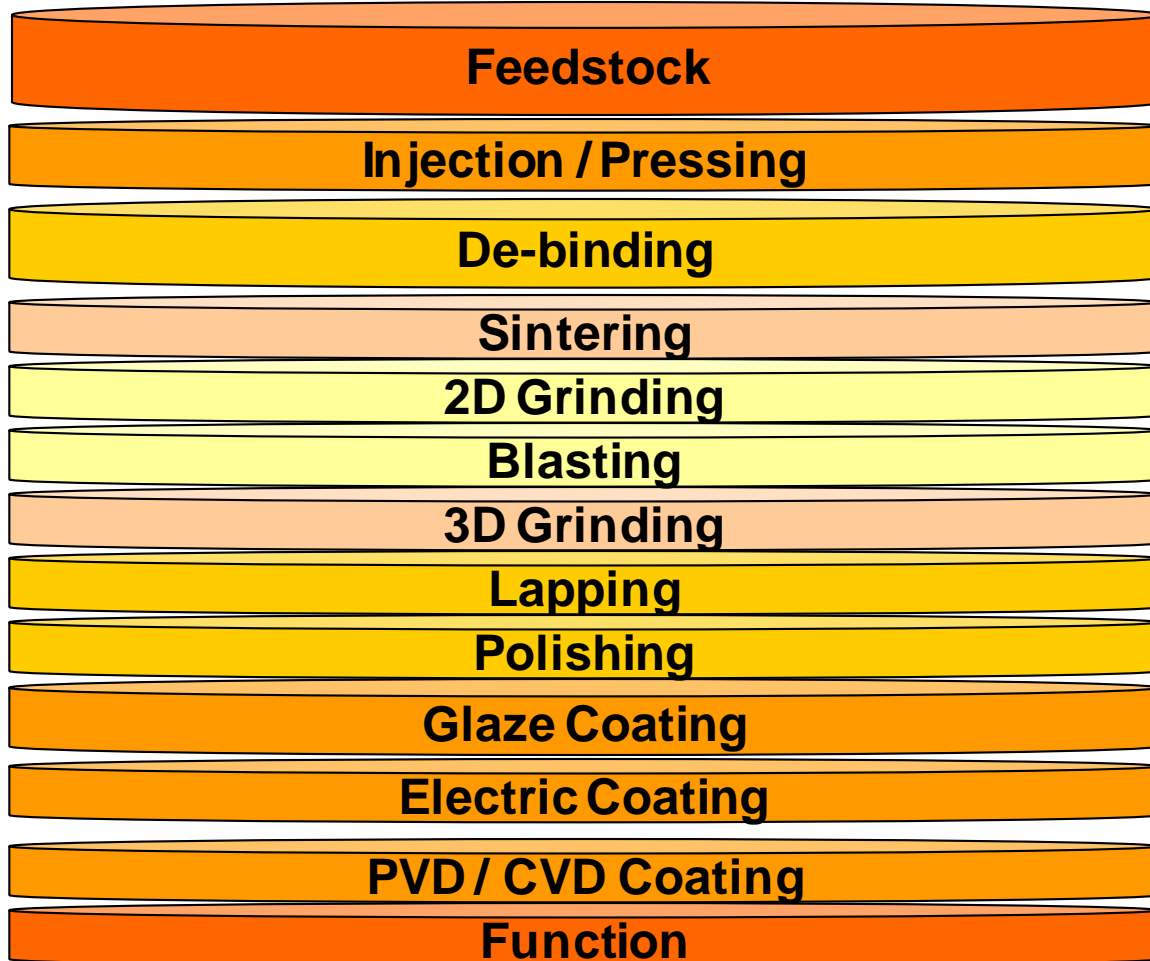 Feedstock
Injection / Pressing
De-binding
Sintering
2D Grinding
Blasting
3D Grinding
Lapping
Polishing
Glaze Coating
Electric Coating
PVD / CVD Coating
Function